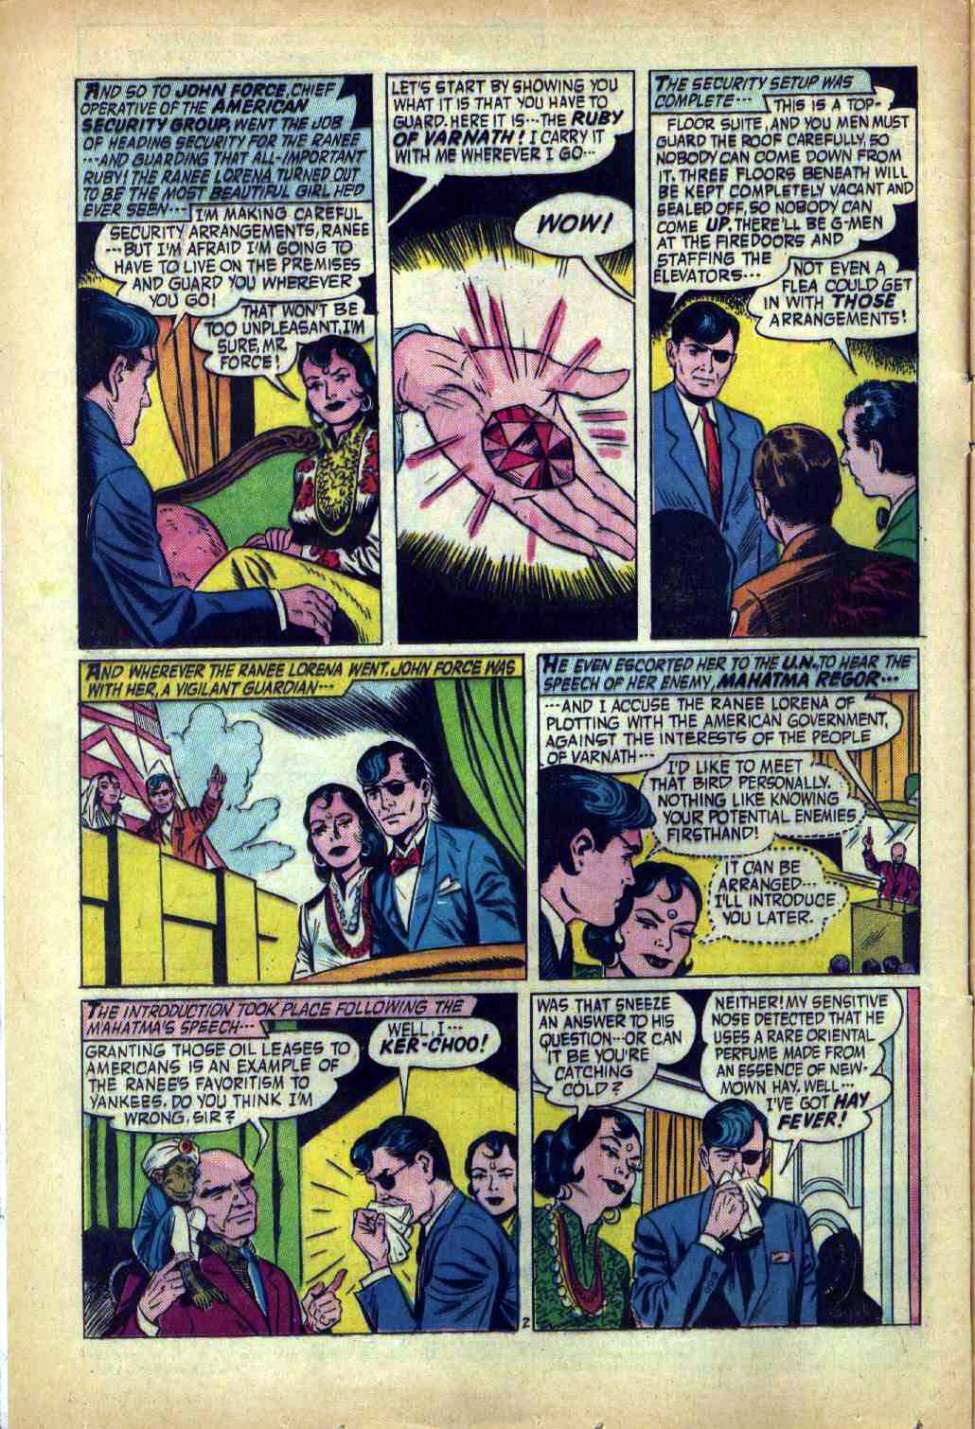 AND SO TO JOHN FORCE, CHIEF
OPERATIVE OF THE AMERICAN
SECURITY GROUP, WENT THE JOB
OF HEADING SECURITY FOR THE RANEE
---AND GUARDING THAT ALL-IMPORTANT
RUBY! THE RANEE LORENA TURNED OUT
TO BE THE MOST BEAUTIFUL GIRL HE'D
EVER SEEN---
I'M MAKING CAREFUL
SECURITY ARRANGEMENTS, RANEE
---BUT I'M AFRAID I'M GOING TO
HAVE TO LIVE ON THE PREMISES
AND GUARD YOU WHEREVER
YOU GO!
THAT WON'T BE
TOO UNPLEASANT, I'M
SURE, MR.
FORCE!
LET'S START BY SHOWING YOU
WHAT IT IS THAT YOU HAVE TO
GUARD. HERE IT IS---THE RUBY
OF VARNATH! I CARRY IT
WITH ME WHEREVER I GO---
WOW!
THE SECURITY SETUP WAS
COMPLETE---
THIS IS A TOP-
FLOOR SUITE, AND YOU MEN MUST
GUARD THE ROOF CAREFULLY, SO
NOBODY CAN COME DOWN FROM
IT. THREE FLOORS BENEATH WILL
BE KEPT COMPLETELY VACANT AND
SEALED OFF, SO NOBODY CAN
COME UP. THERE'LL BE G-MEN
AT THE FIREDOORS AND
STAFFING THE
ELEVATORS---
NOT EVEN A
FLEA COULD GET
IN WITH THOSE
ARRANGEMENTS!
AND WHEREVER THE RANEE LORENA WENT, JOHN FORCE WAS
WITH HER, A VIGILANT GUARDIAN---
HE EVEN ESCORTED HER TO THE U.N., TO HEAR THE
SPEECH OF HER ENEMY, MAHATMA REGOR---
---AND I ACCUSE THE RANEE LORENA OF
PLOTTING WITH THE AMERICAN GOVERNMENT,
AGAINST THE INTERESTS OF THE PEOPLE
OF VARNATH---
I'D LIKE TO MEET
THAT BIRD PERSONALLY.
NOTHING LIKE KNOWING
YOUR POTENTIAL ENEMIES
FIRSTHAND!
IT CAN BE
ARRANGED---
I'LL INTRODUCE
YOU LATER.
THE INTRODUCTION TOOK PLACE FOLLOWING THE
MAHATMA'S SPEECH---
GRANTING THOSE OIL LEASES TO
AMERICANS IS AN EXAMPLE OF
THE RANEE'S FAVORITISM TO
YANKEES. DO YOU THINK I'M
WRONG, SIR?
WELL, I---
KER-CHOO!
WAS THAT SNEEZE
AN ANSWER TO HIS
QUESTION---OR CAN
IT BE YOU'RE
CATCHING
COLD?
NEITHER! MY SENSITIVE
NOSE DETECTED THAT HE
USES A RARE ORIENTAL
PERFUME MADE FROM
AN ESSENCE OF NEW-
MOWN HAY. WELL---
I'VE GOT HAY
FEVER!
2